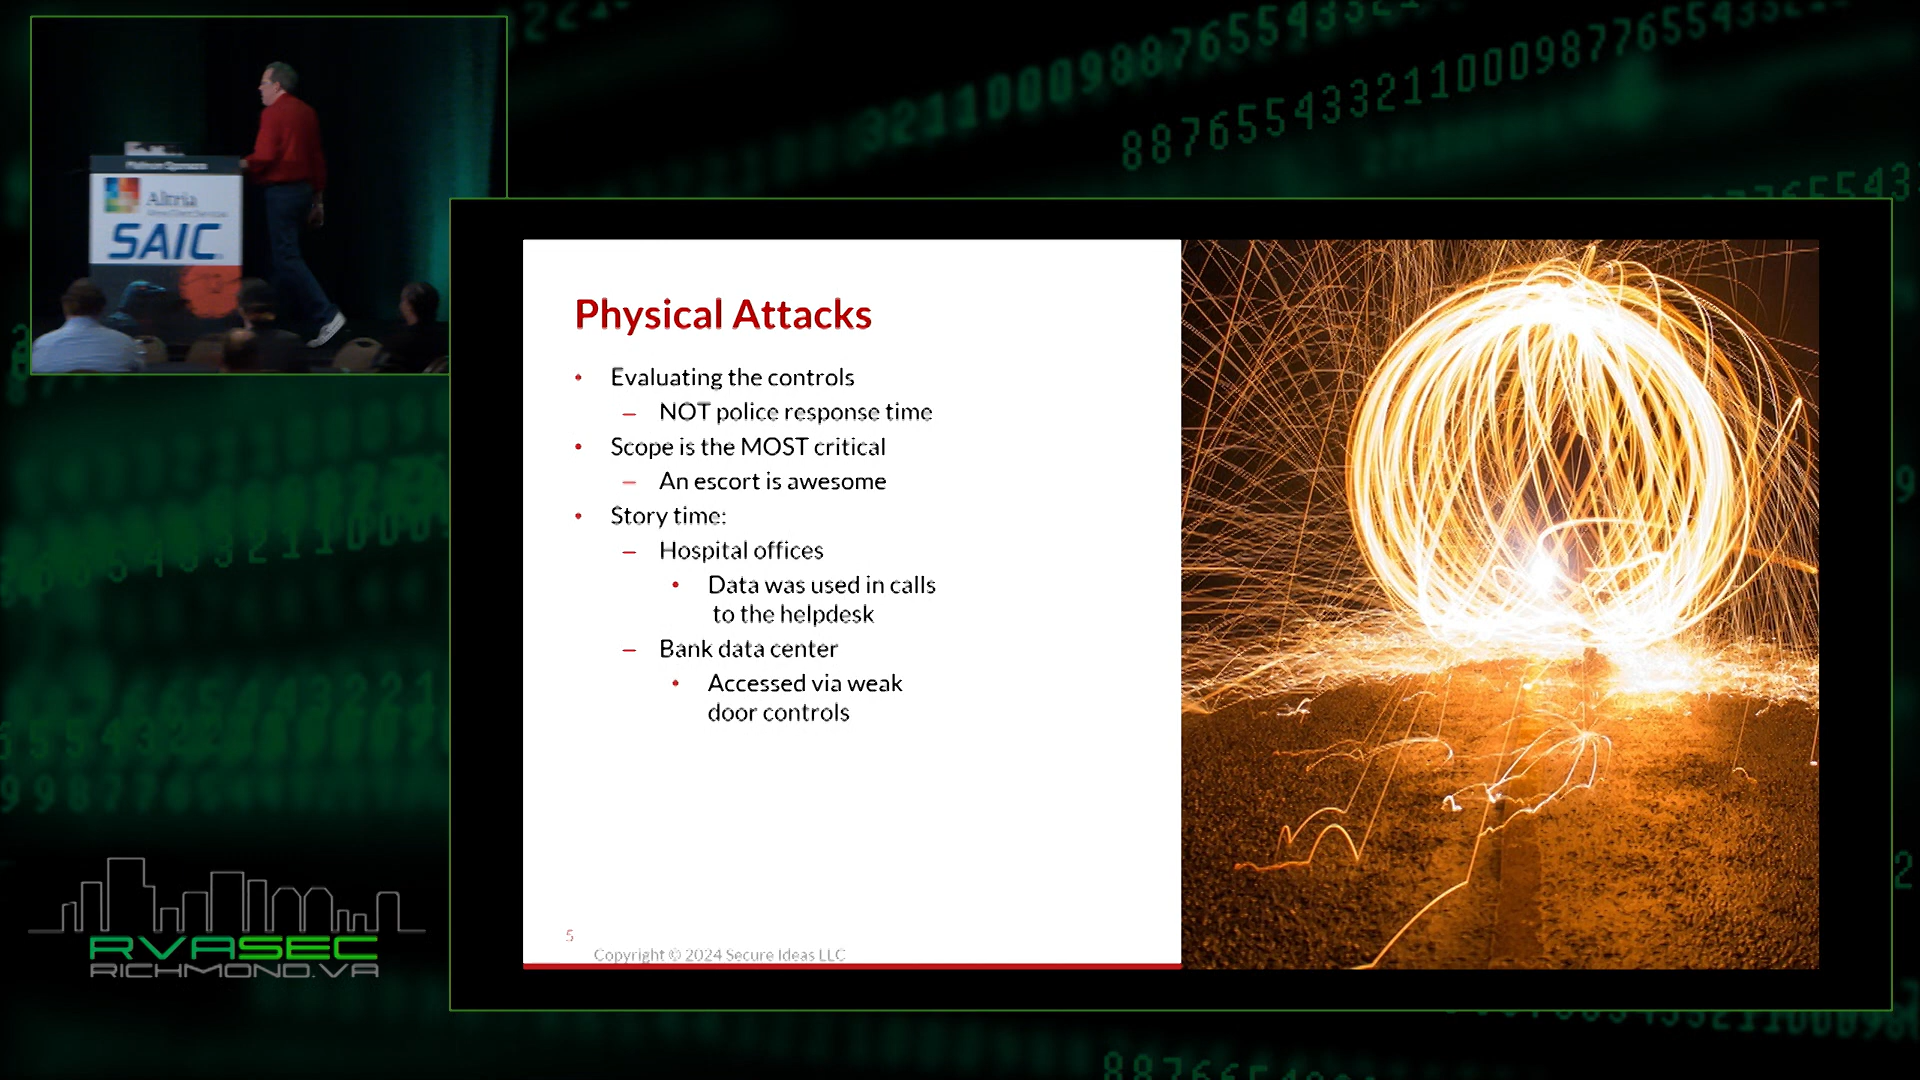 Altria
SAIC
Physical Attacks
• Evaluating the controls
– NOT police response time
• Scope is the MOST critical
– An escort is awesome
• Story time:
– Hospital offices
• Data was used in calls
to the helpdesk
– Bank data center
• Accessed via weak
door controls
5
Copyright © 2024 Secure Ideas LLC
RVASEC
RICHMOND.VA